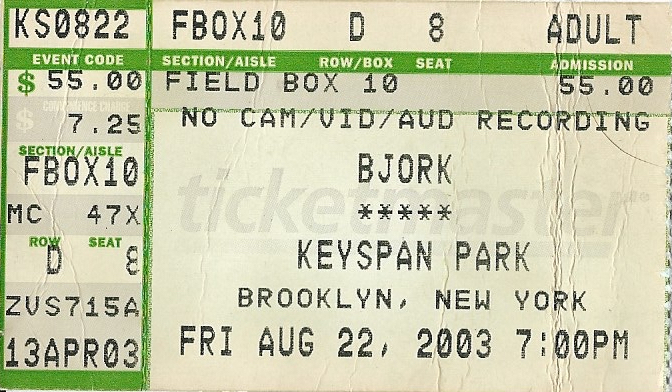 KS0822
EVENT CODE
$ 55.00
CONVENIENCE CHARGE
$ 7.25
SECTION/AISLE
FBOX10
MC 47X
ROW SEAT
D 8
ZVS715A
13APR03
FBOX10 D 8 ADULT
SECTION/AISLE ROW/BOX SEAT ADMISSION
FIELD BOX 10 55.00
NO CAM/VID/AUD RECORDING
BJORK
ticketmaster
*****
KEYSPAN PARK
BROOKLYN, NEW YORK
FRI AUG 22, 2003 7:00PM